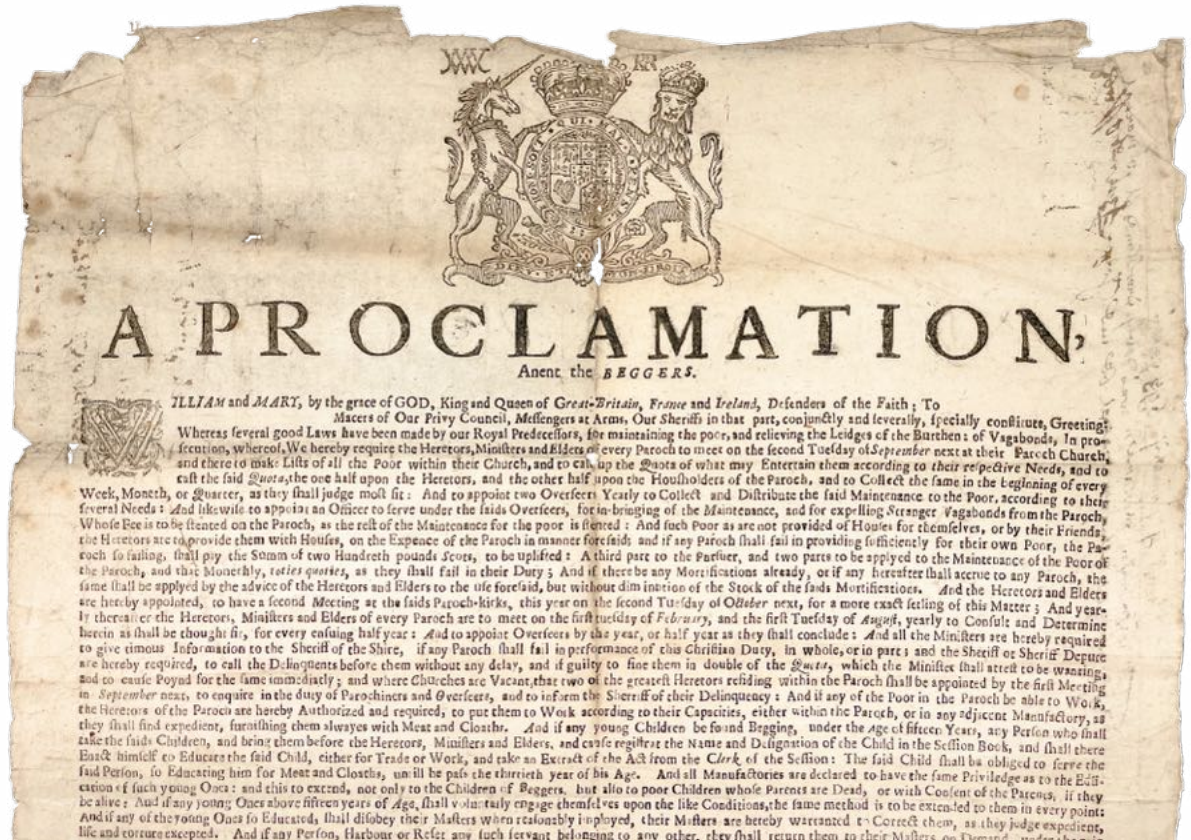 QUI MAL
DIEV ET MON DROIT
A PROCLAMATION,
Anent the BEGGERS.
WILLIAM and MARY, by the grace of GOD, King and Queen of Great-Britain, France and Ireland, Defenders of the Faith; To
Macers of Our Privy Council, Meſſengers at Arms, Our Sheriffs in that part, conjunctly and ſeverally, ſpecially conſtitute, Greeting;
Whereas ſeveral good Laws have been made by our Royal Predeceſſors, for maintaining the poor, and relieving the Leidges of the Burthen: of Vagabonds, In pro-
ſecution, whereof, We hereby require the Heretors, Miniſters and Elders of every Paroch to meet on the ſecond Tueſday of September next at their Paroch Church,
and there to make Liſts of all the Poor within their Church, and to caſt up the Quota of what may Entertain them according to their reſpective Needs, and to
caſt the ſaid Quota, the one half upon the Heretors, and the other half upon the Houſholders of the Paroch, and to Collect the ſame in the beginning of every
Week, Moneth, or Quarter, as they ſhall judge moſt fit: And to appoint two Overſeers Yearly to Collect and Diſtribute the ſaid Maintenance to the Poor, according to their
ſeveral Needs: And likewiſe to appoint an Officer to ſerve under the ſaids Overſeers, for in-bringing of the Maintenance, and for expelling Stranger Vagabonds from the Paroch,
Whoſe Fee is to be ſtented on the Paroch, as the reſt of the Maintenance for the poor is ſtented: And ſuch Poor as are not provided of Houſes for themſelves, or by their Friends,
the Heretors are to provide them with Houſes, on the Expence of the Paroch in manner foreſaid; and if any Paroch ſhall fail in providing ſufficiently for their own Poor, the Pa-
roch ſo failing, ſhall pay the Summ of two Hundreth pounds Scots, to be uplifted: A third part to the Purſuer, and two parts to be applyed to the Maintenance of the Poor of
the Paroch, and that Monethly, toties quoties, as they ſhall fail in their Duty; And if there be any Mortifications already, or if any hereafter ſhall accrue to any Paroch, the
ſame ſhall be applyed by the advice of the Heretors and Elders to the uſe foreſaid, but without diminution of the Stock of the ſaids Mortifications. And the Heretors and Elders
are hereby appointed, to have a ſecond Meeting at the ſaids Paroch-kirks, this year on the ſecond Tueſday of October next, for a more exact ſetling of this Matter; And year-
ly thereafter the Heretors, Miniſters and Elders of every Paroch are to meet on the firſt tueſday of February, and the firſt Tueſday of Auguſt, yearly to Conſult and Determine
herein as ſhall be thought fit, for every enſuing half year: And to appoint Overſeers by the year, or half year as they ſhall conclude: And all the Miniſters are hereby required
to give timous Information to the Sheriff of the Shire, if any Paroch ſhall fail in performance of this Chriſtian Duty, in whole, or in part; and the Sheriff or Sheriff Depute
are hereby required, to call the Delinquents before them without any delay, and if guilty to fine them in double of the Quota, which the Miniſter ſhall atteſt to be wanting,
and to cauſe Poynd for the ſame immediatly; and where Churches are Vacant, that two of the greateſt Heretors reſiding within the Paroch ſhall be appointed by the firſt Meeting
in September next, to enquire in the duty of Parochiners and Overſeers, and to inform the Sherriff of their Delinquency: And if any of the Poor in the Paroch be able to Work,
the Heretors of the Paroch are hereby Authorized and required, to put them to Work according to their Capacities, either within the Paroch, or in any adjacent Manufactory, as
they ſhall find expedient, furniſhing them alwayes with Meat and Cloaths. And if any young Children be found Begging, under the Age of fifteen Years, any Perſon who ſhall
take the ſaids Children, and bring them before the Heretors, Miniſters and Elders, and cauſe regiſtrat the Name and Deſignation of the Child in the Seſſion Book, and ſhall there
Enact himſelf to Educate the ſaid Child, either for Trade or Work, and take an Extract of the Act from the Clerk of the Seſſion: The ſaid Child ſhall be obliged to ſerve the
ſaid Perſon, ſo Educating him for Meat and Cloaths, untill he paſs the thirtieth year of his Age. And all Manufactories are declared to have the ſame Priviledge as to the Edu-
cation of ſuch young Ones: and this to extend, not only to the Children of Beggers, but alſo to poor Children whoſe Parents are Dead, or with Conſent of the Parents, if they
be alive: And if any young Ones above fifteen years of Age, ſhall voluntarly engage themſelves upon the like Conditions, the ſame method is to be extended to them in every point:
And if any of the young Ones ſo Educated, ſhall diſobey their Maſters when reaſonably imployed, their Maſters are hereby warranted to Correct them, as they judge expedient,
life and torture excepted. And if any Perſon, Harbour or Reſet any ſuch ſervant belonging to any other, they ſhall return them to their Maſters, on Demand,